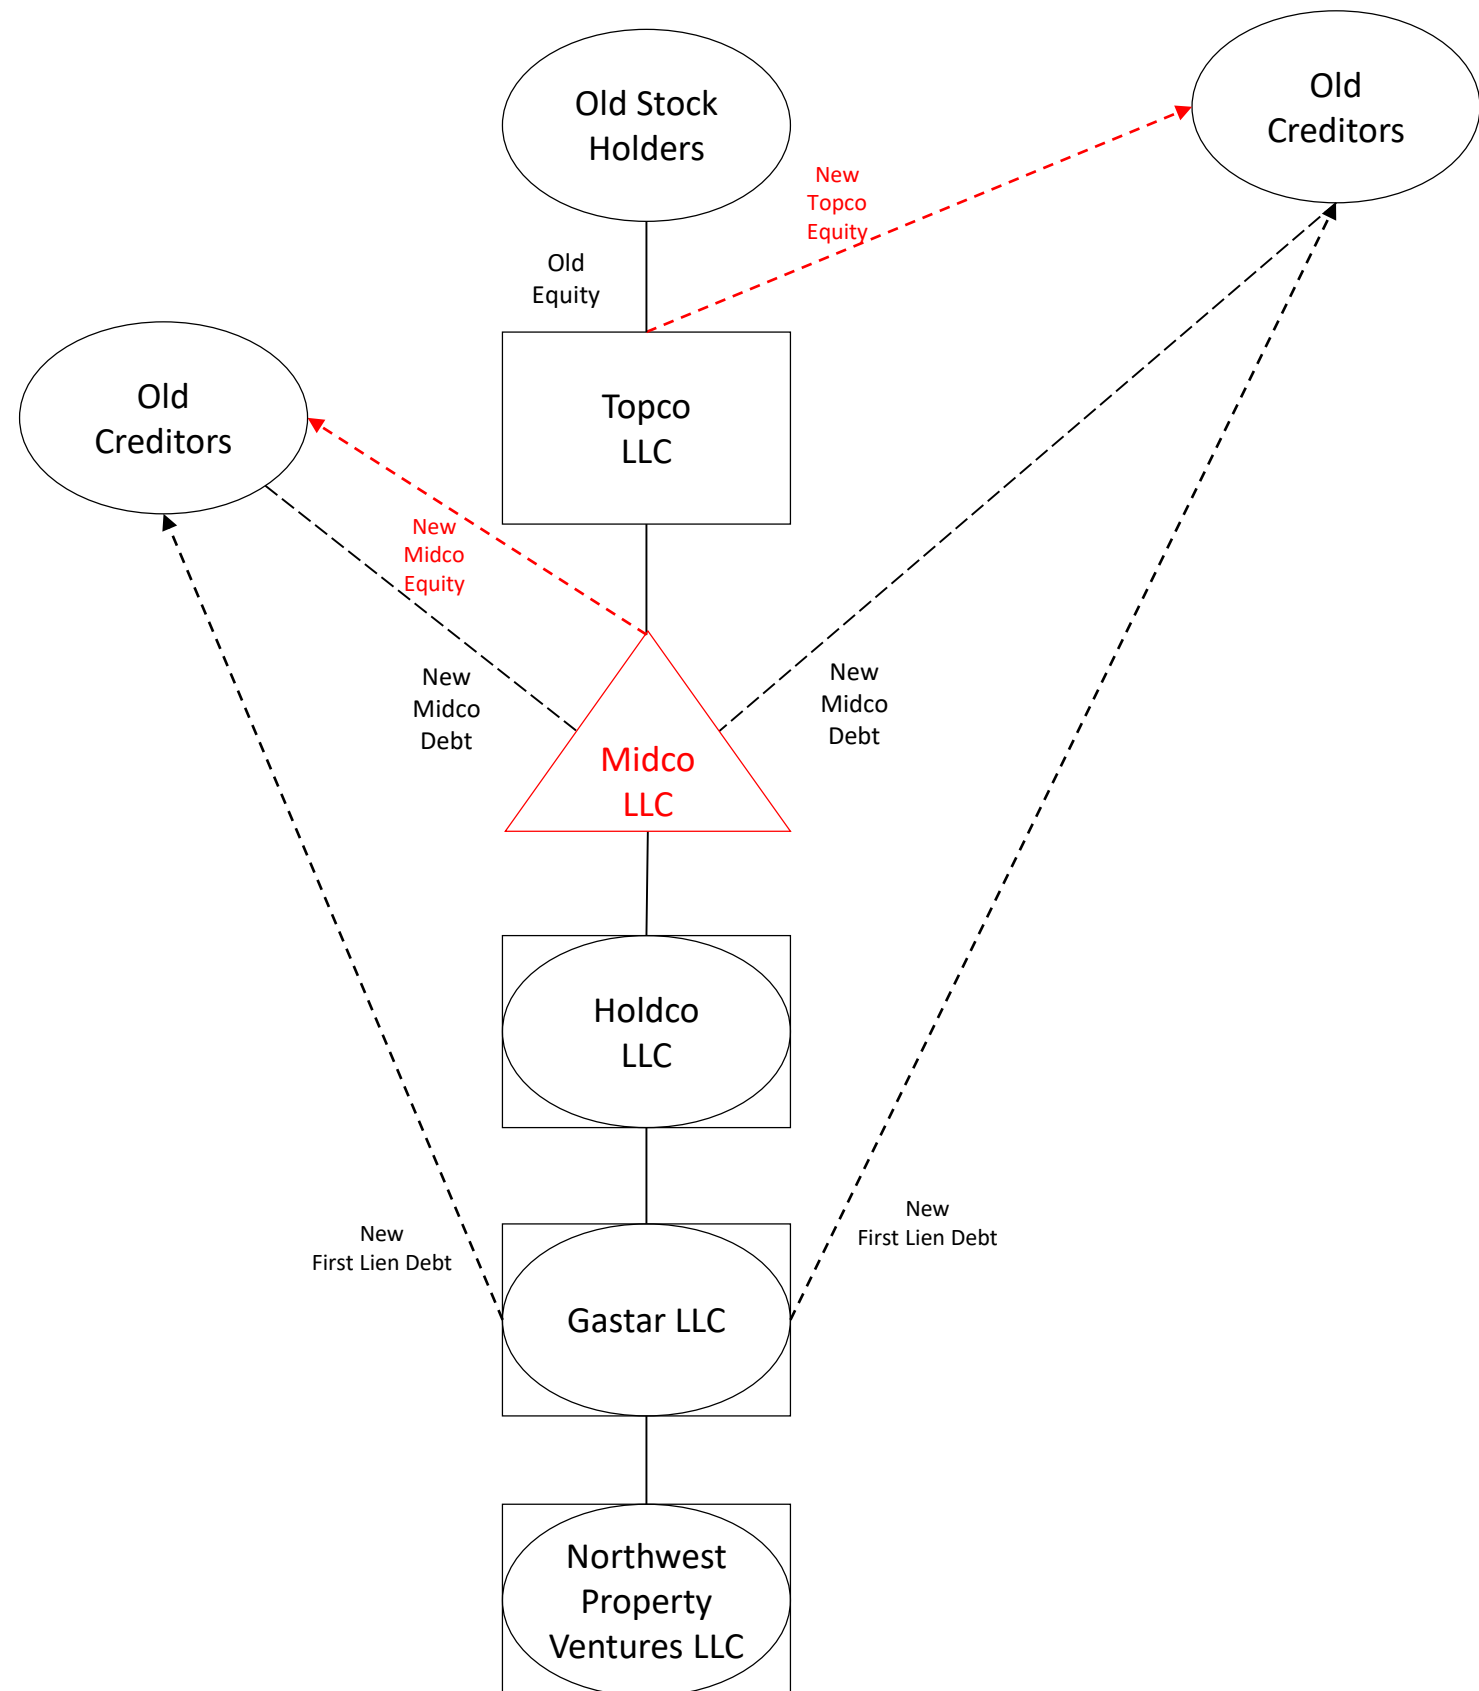 Old Stock
Holders
Old
Creditors
New
Topco
Equity
Old
Equity
Old
Creditors
Topco
LLC
New
Midco
Equity
New
Midco
Debt
New
Midco
Debt
Midco
LLC
Holdco
LLC
New
First Lien Debt
New
First Lien Debt
Gastar LLC
Northwest
Property
Ventures LLC